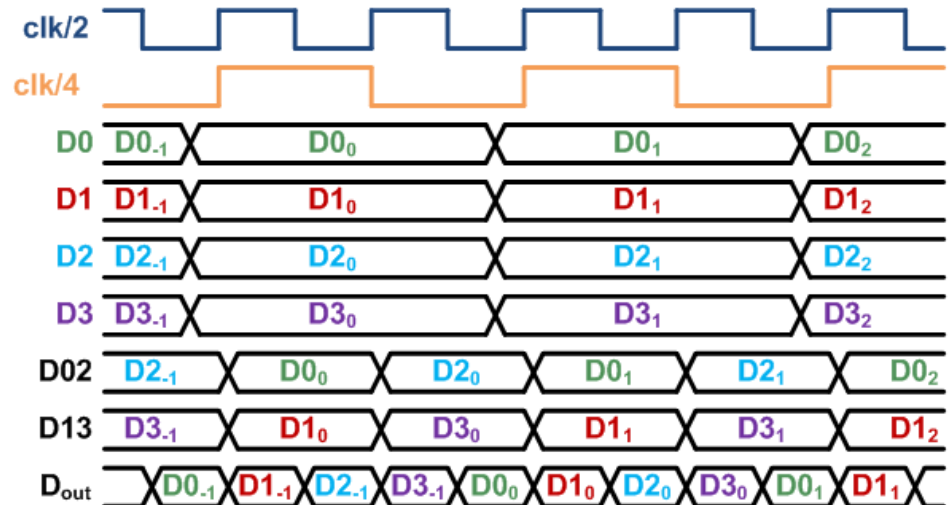 clk/2
clk/4
D0 D0₋₁ D0₀ D0₁ D0₂
D1 D1₋₁ D1₀ D1₁ D1₂
D2 D2₋₁ D2₀ D2₁ D2₂
D3 D3₋₁ D3₀ D3₁ D3₂
D02 D2₋₁ D0₀ D2₀ D0₁ D2₁ D0₂
D13 D3₋₁ D1₀ D3₀ D1₁ D3₁ D1₂
Dₒᵤₜ D0₋₁ D1₋₁ D2₋₁ D3₋₁ D0₀ D1₀ D2₀ D3₀ D0₁ D1₁